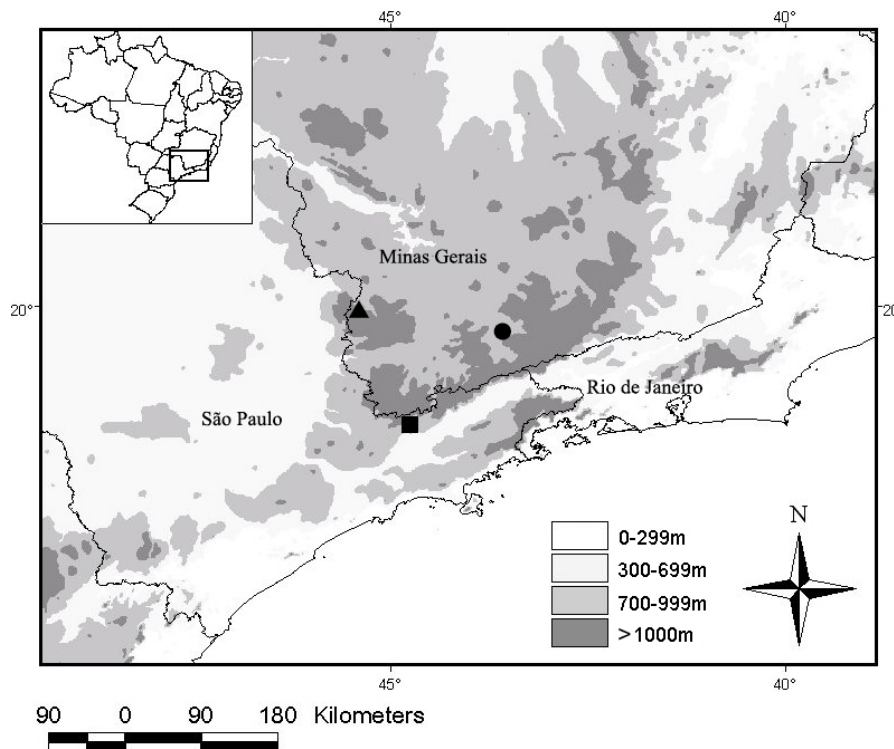 45° 40°
Minas Gerais
20° 20°
Rio de Janeiro
São Paulo
N
0-299m
300-699m
700-999m
>1000m
45° 40°
90 0 90 180 Kilometers